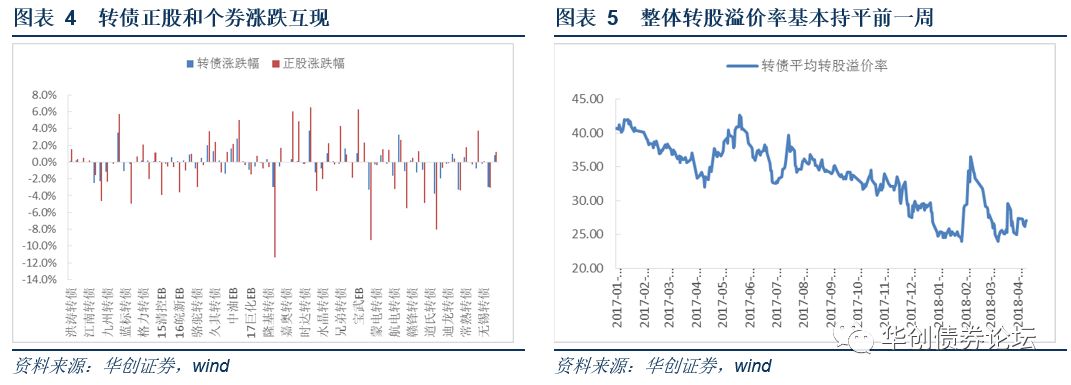 图表 4 转债正股和个券涨跌互现
转债涨跌幅 正股涨跌幅
8.0%
6.0%
4.0%
2.0%
0.0%
-2.0%
-4.0%
-6.0%
-8.0%
-10.0%
-12.0%
-14.0%
洪涛转债
江南转债
九州转债
蓝标转债
格力转债
15清控EB
16皖新EB
骆驼转债
久其转债
中油EB
17巨化EB
隆基转债
嘉奥转债
时达转债
水晶转债
兄弟转债
宝武EB
蒙电转债
航电转债
赣锋转债
道氏转债
迪龙转债
常熟转债
无锡转债
资料来源：华创证券，wind
图表 5 整体转股溢价率基本持平前一周
转债平均转股溢价率
45.00
40.00
35.00
30.00
25.00
20.00
2017-01-
2017-02-
2017-03-
2017-04-
2017-05-
2017-06-
2017-07-
2017-08-
2017-09-
2017-10-
2017-11-
2017-12-
2018-01-
2018-02-
2018-03-
2018-04-
华创债券论坛
资料来源：华创证券，wind